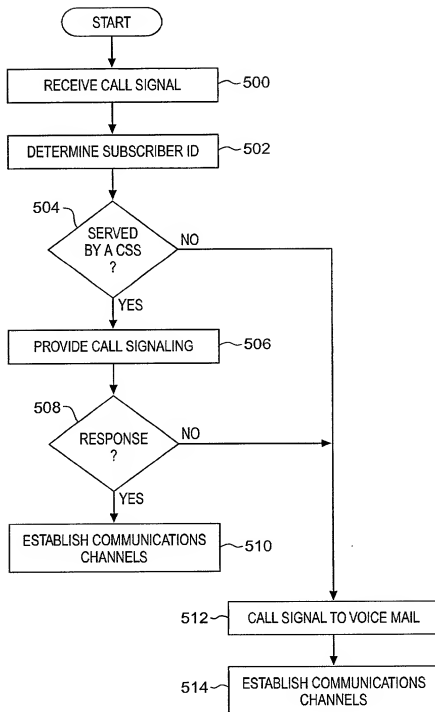 START
RECEIVE CALL SIGNAL
500
DETERMINE SUBSCRIBER ID
502
504
SERVED
BY A CSS
?
NO
YES
PROVIDE CALL SIGNALING
506
508
RESPONSE
?
NO
YES
ESTABLISH COMMUNICATIONS
CHANNELS
510
512
CALL SIGNAL TO VOICE MAIL
514
ESTABLISH COMMUNICATIONS
CHANNELS